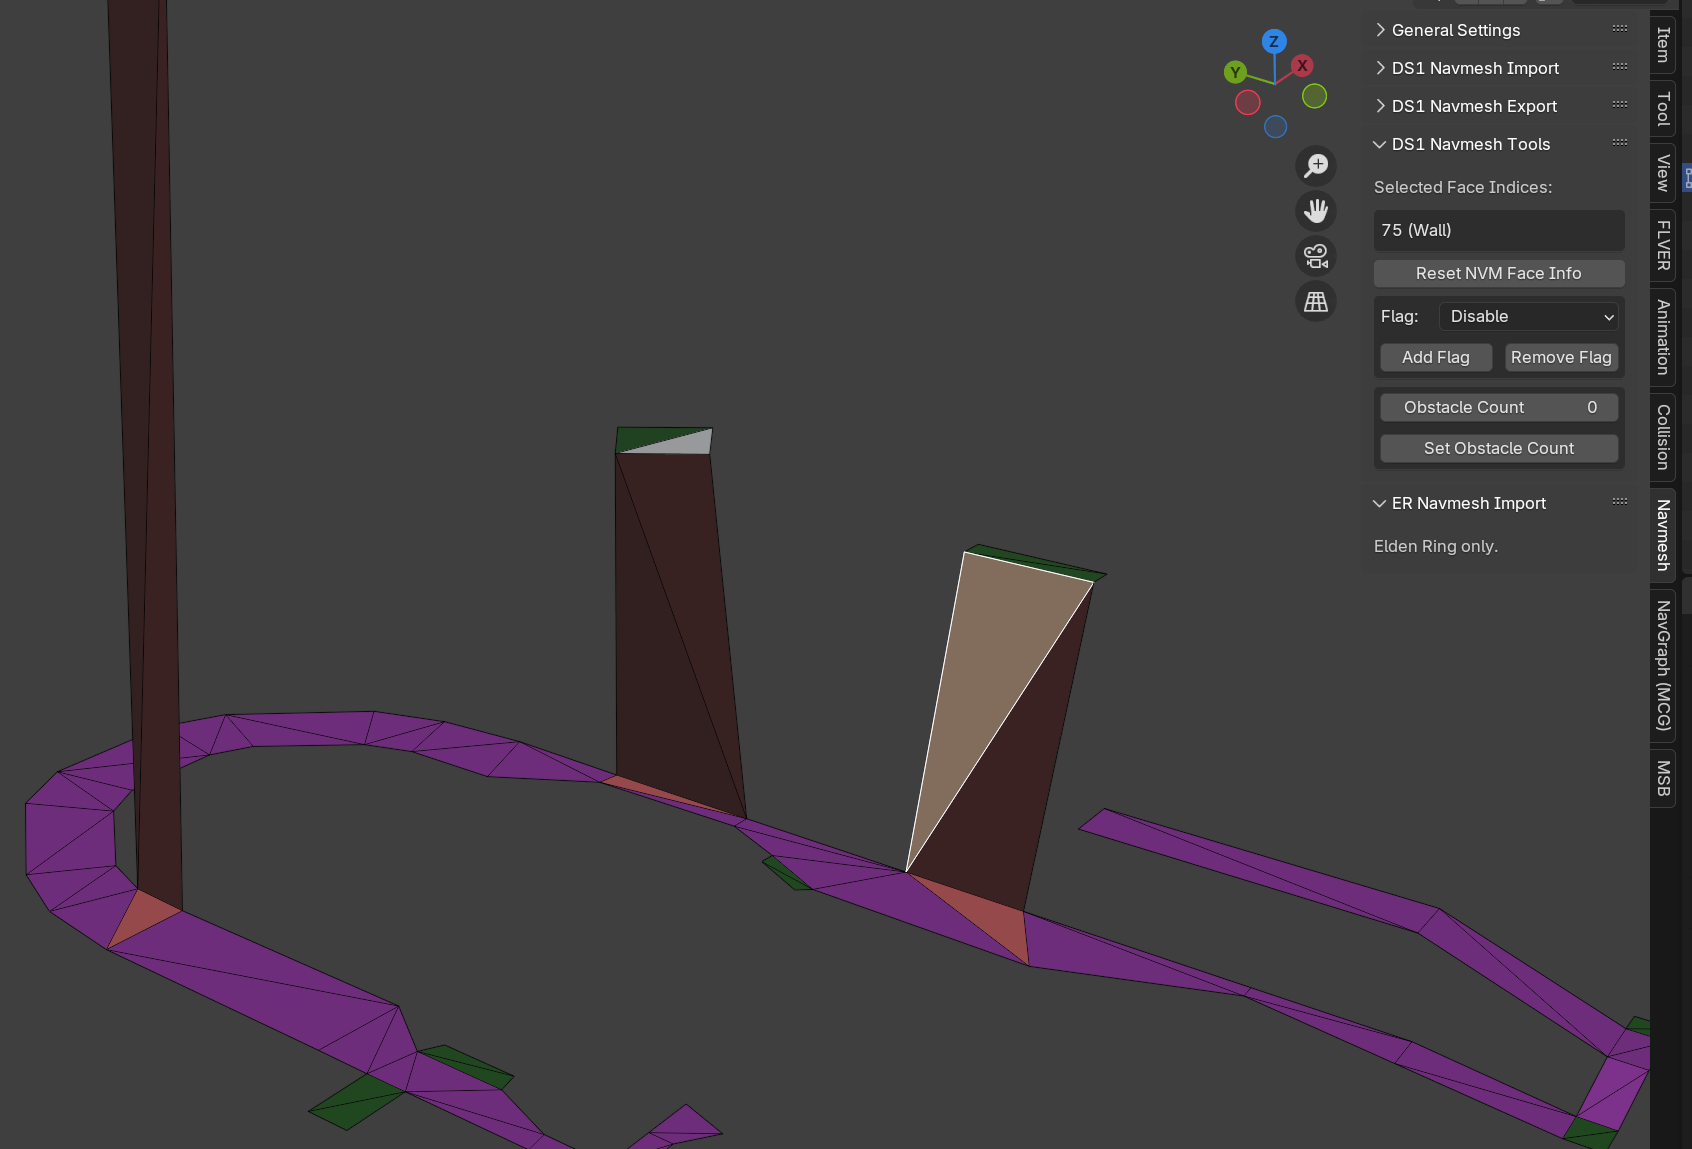 Z
Y
X
General Settings
DS1 Navmesh Import
DS1 Navmesh Export
DS1 Navmesh Tools
Selected Face Indices:
75 (Wall)
Reset NVM Face Info
Flag: Disable
Add Flag Remove Flag
Obstacle Count 0
Set Obstacle Count
ER Navmesh Import
Elden Ring only.
Item
Tool
View
FLVER
Animation
Collision
Navmesh
NavGraph (MCG)
MSB